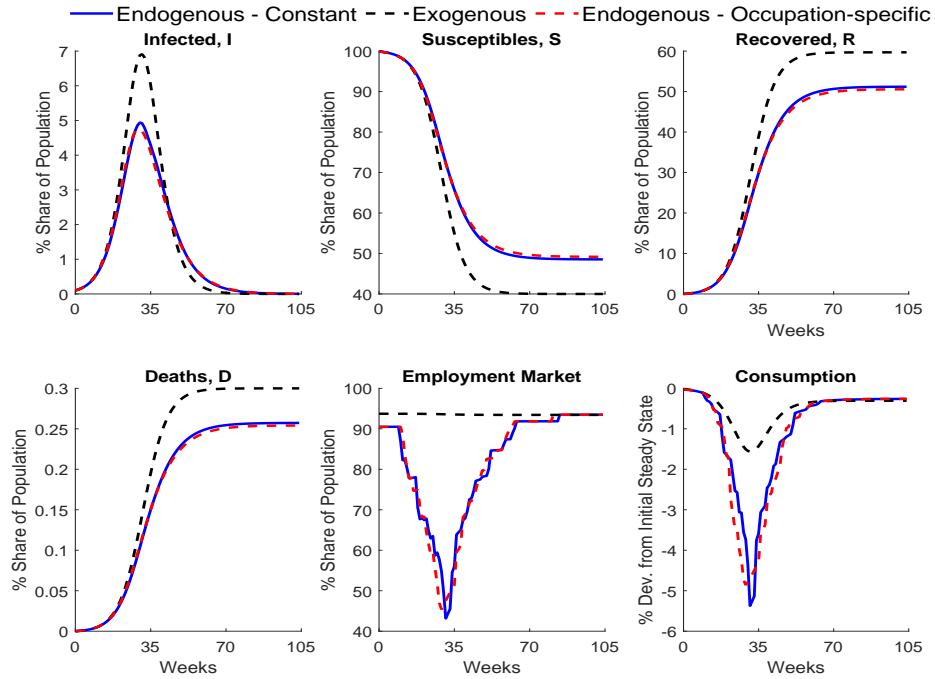 Endogenous - Constant Exogenous Endogenous - Occupation-specific
Infected, I
7
6
5
4
3
2
1
0
% Share of Population
0 35 70 105
Susceptibles, S
100
90
80
70
60
50
40
% Share of Population
0 35 70 105
Recovered, R
60
50
40
30
20
10
0
% Share of Population
0 35 70 105
Weeks
Deaths, D
0.3
0.25
0.2
0.15
0.1
0.05
0
% Share of Population
0 35 70 105
Weeks
Employment Market
100
90
80
70
60
50
40
% Share of Population
0 35 70 105
Weeks
Consumption
0
-1
-2
-3
-4
-5
-6
% Dev. from Initial Steady State
0 35 70 105
Weeks